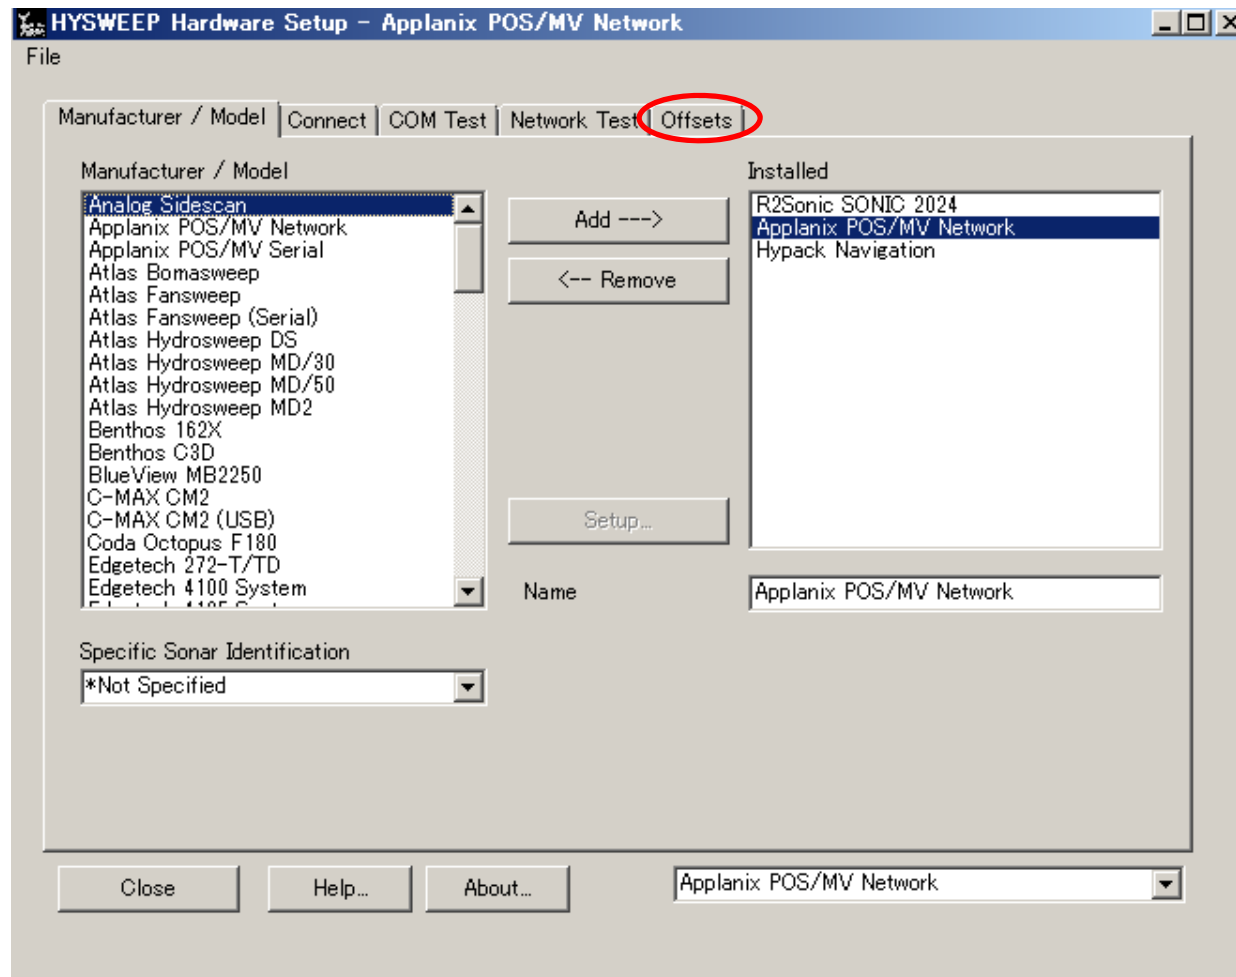 HYSWEEP Hardware Setup - Applanix POS/MV Network
File
Manufacturer / Model
Connect
COM Test
Network Test
Offsets
Manufacturer / Model
Analog Sidescan
Applanix POS/MV Network
Applanix POS/MV Serial
Atlas Bomasweep
Atlas Fansweep
Atlas Fansweep (Serial)
Atlas Hydrosweep DS
Atlas Hydrosweep MD/30
Atlas Hydrosweep MD/50
Atlas Hydrosweep MD2
Benthos 162X
Benthos C3D
BlueView MB2250
C-MAX CM2
C-MAX CM2 (USB)
Coda Octopus F180
Edgetech 272-T/TD
Edgetech 4100 System
Add --->
<-- Remove
Setup...
Installed
R2Sonic SONIC 2024
Applanix POS/MV Network
Hypack Navigation
Name
Applanix POS/MV Network
Specific Sonar Identification
*Not Specified
Close
Help...
About...
Applanix POS/MV Network